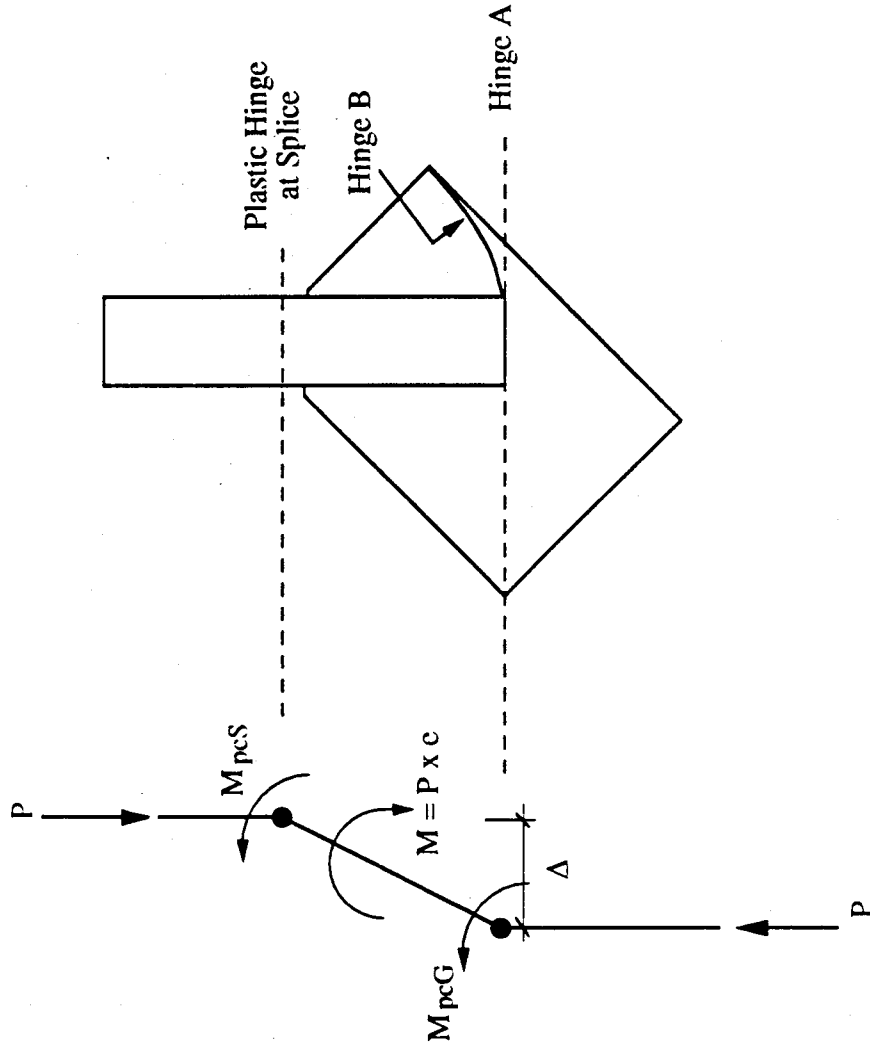 P
M_pcS
M = P x c
Δ
M_pcG
P
Plastic Hinge
at Splice
Hinge B
Hinge A